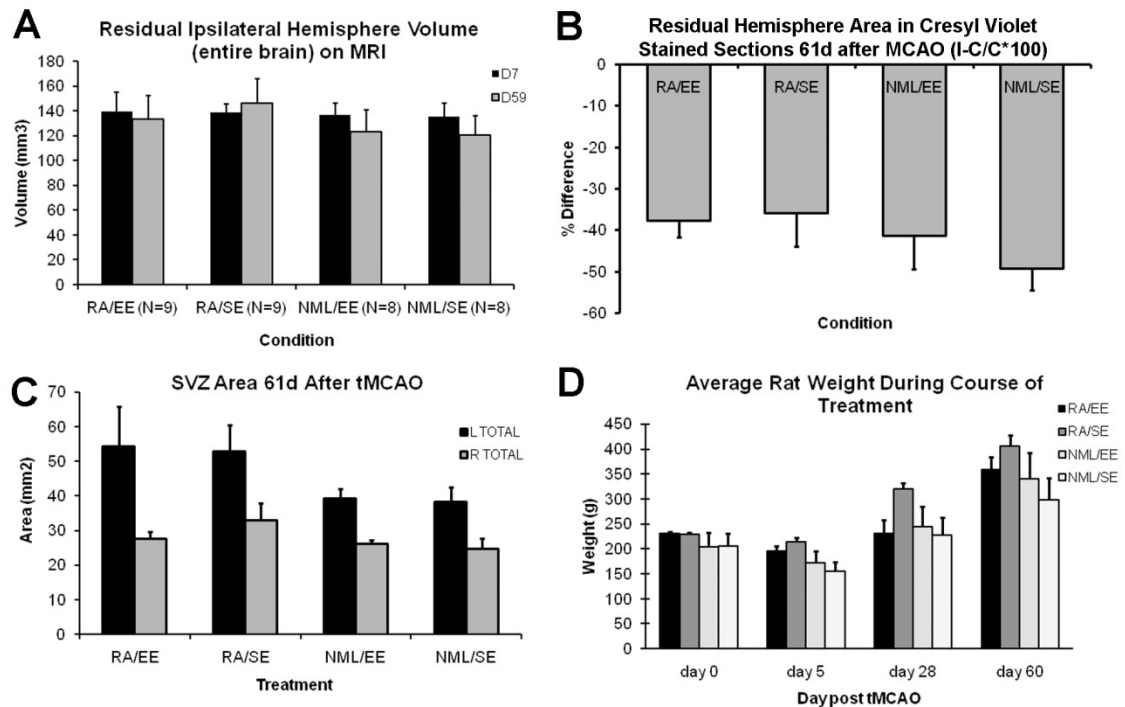 A
Residual Ipsilateral Hemisphere Volume
(entire brain) on MRI
D7
D59
Volume (mm3)
180
160
140
120
100
80
60
40
20
0
RA/EE (N=9)
RA/SE (N=9)
NML/EE (N=8)
NML/SE (N=8)
Condition
B
Residual Hemisphere Area in Cresyl Violet
Stained Sections 61d after MCAO (I-C/C*100)
% Difference
0
-10
-20
-30
-40
-50
-60
RA/EE
RA/SE
NML/EE
NML/SE
Condition
C
SVZ Area 61d After tMCAO
L TOTAL
R TOTAL
Area (mm2)
70
60
50
40
30
20
10
0
RA/EE
RA/SE
NML/EE
NML/SE
Treatment
D
Average Rat Weight During Course of
Treatment
RA/EE
RA/SE
NML/EE
NML/SE
Weight (g)
450
400
350
300
250
200
150
100
50
0
day 0
day 5
day 28
day 60
Day post tMCAO